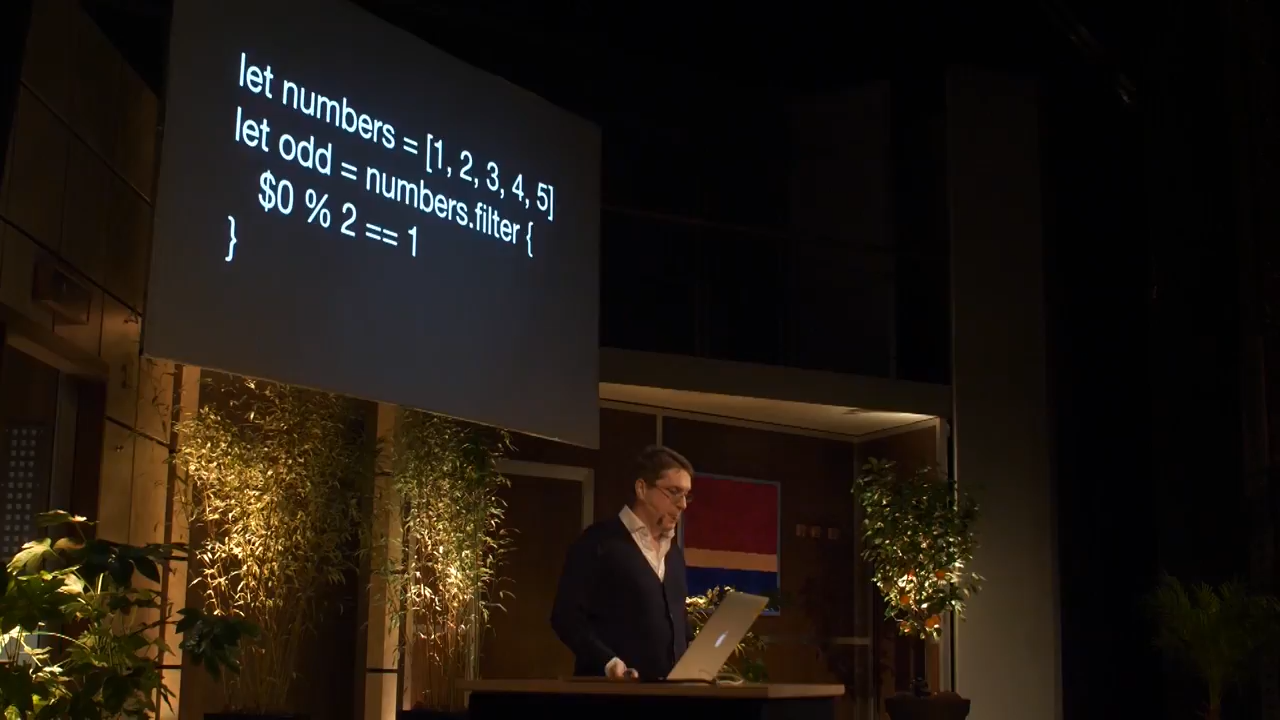 let numbers = [1, 2, 3, 4, 5]
let odd = numbers.filter {
$0 % 2 == 1
}